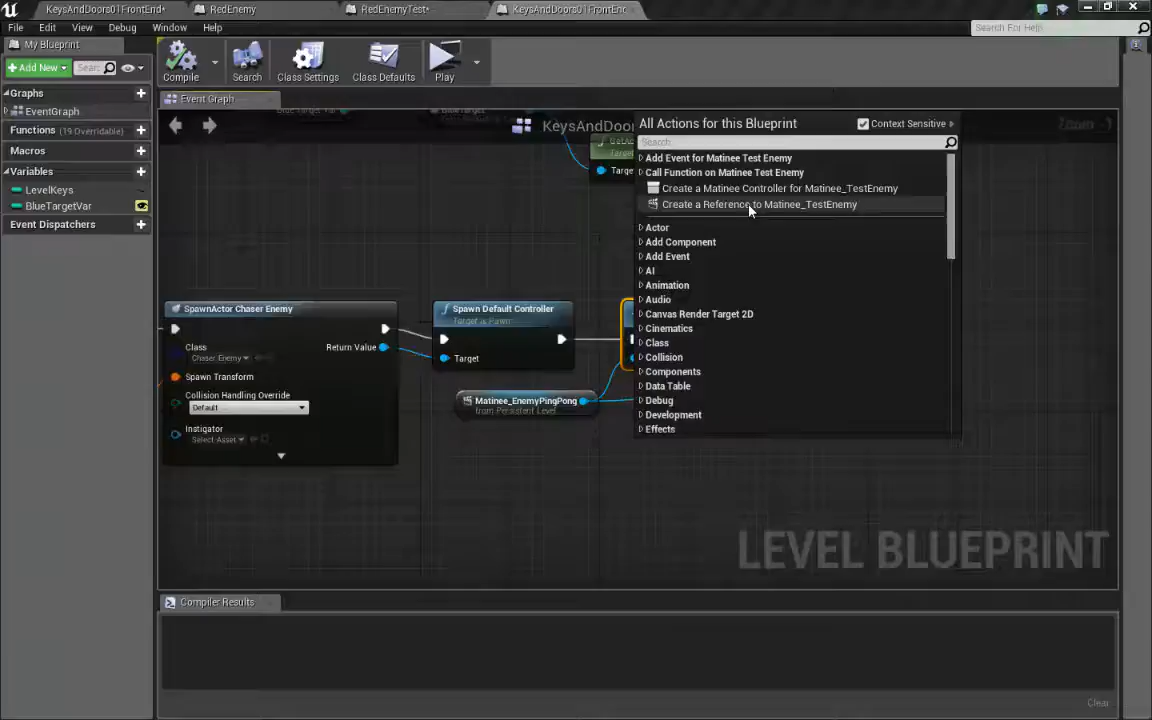 KeysAndDoors01FrontEnd*
RedEnemy
RedEnemyTest*
KeysAndDoors01FrontEnd
File Edit View Debug Window Help
Search For Help
My Blueprint
+Add New
Sear
Compile
Search
Class Settings
Class Defaults
Play
Graphs
EventGraph
Functions (19 Overridable)
Macros
Variables
LevelKeys
BlueTargetVar
Event Dispatchers
Event Graph
KeysAndDoor
Zoom -1
Target
All Actions for this Blueprint
Context Sensitive
Search
Add Event for Matinee Test Enemy
Call Function on Matinee Test Enemy
Create a Matinee Controller for Matinee_TestEnemy
Create a Reference to Matinee_TestEnemy
Actor
Add Component
Add Event
AI
Animation
Audio
Canvas Render Target 2D
Cinematics
Class
Collision
Components
Data Table
Debug
Development
Effects
SpawnActor Chaser Enemy
Class
Chaser Enemy
Return Value
Spawn Transform
Collision Handling Override
Default
Instigator
Select Asset
Spawn Default Controller
Target is Pawn
Target
Matinee_EnemyPingPong
from Persistent Level
LEVEL BLUEPRINT
Compiler Results
Clear